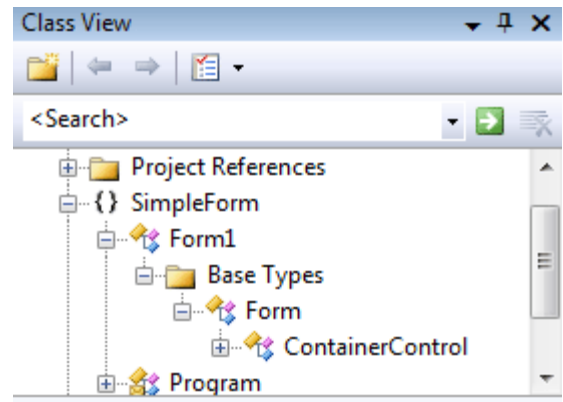 Class View
<Search>
Project References
{} SimpleForm
Form1
Base Types
Form
ContainerControl
Program